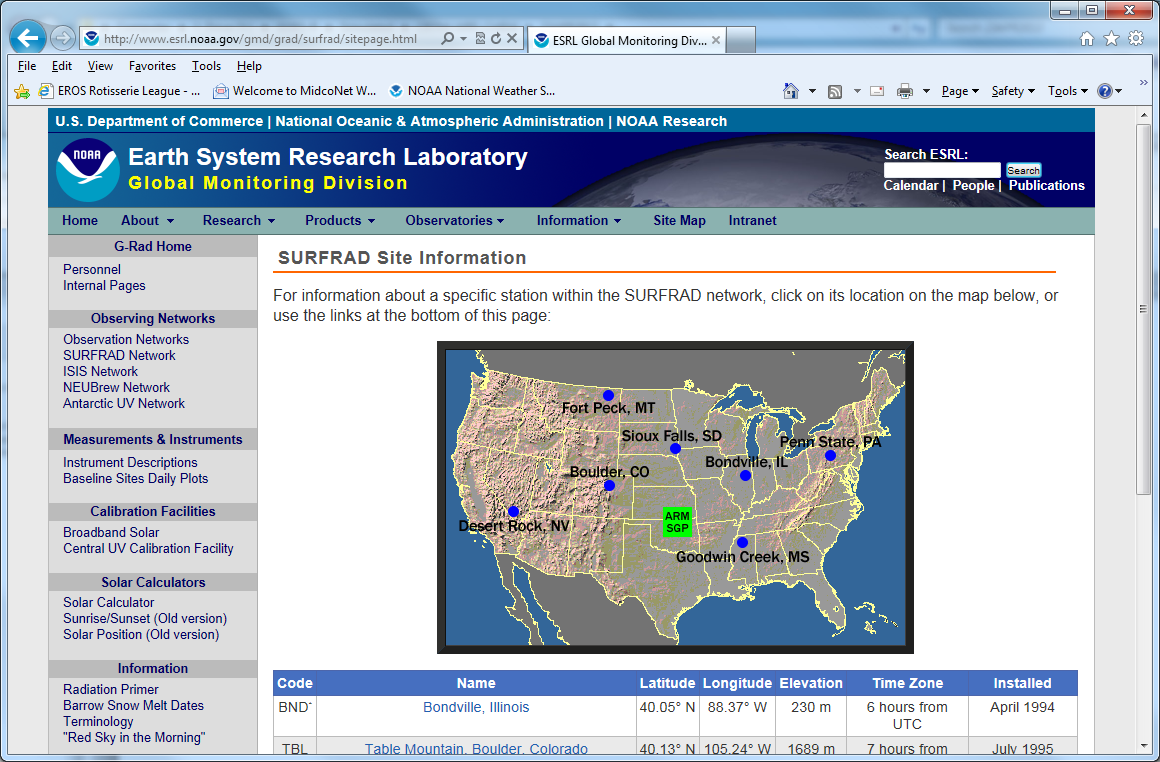 http://www.esrl.noaa.gov/gmd/grad/surfrad/sitepage.html
ESRL Global Monitoring Div...
File Edit View Favorites Tools Help
EROS Rotisserie League - ... Welcome to MidcoNet W... NOAA National Weather S...
Page Safety Tools
U.S. Department of Commerce | National Oceanic & Atmospheric Administration | NOAA Research
NOAA
Earth System Research Laboratory
Global Monitoring Division
Search ESRL:
Search
Calendar | People | Publications
Home About Research Products Observatories Information Site Map Intranet
G-Rad Home
Personnel
Internal Pages
Observing Networks
Observation Networks
SURFRAD Network
ISIS Network
NEUBrew Network
Antarctic UV Network
Measurements & Instruments
Instrument Descriptions
Baseline Sites Daily Plots
Calibration Facilities
Broadband Solar
Central UV Calibration Facility
Solar Calculators
Solar Calculator
Sunrise/Sunset (Old version)
Solar Position (Old version)
Information
Radiation Primer
Barrow Snow Melt Dates
Terminology
"Red Sky in the Morning"
SURFRAD Site Information
For information about a specific station within the SURFRAD network, click on its location on the map below, or
use the links at the bottom of this page:
Fort Peck, MT
Sioux Falls, SD
Penn State, PA
Bondville, IL
Boulder, CO
ARM
SGP
Desert Rock, NV
Goodwin Creek, MS
Code Name Latitude Longitude Elevation Time Zone Installed
BND* Bondville, Illinois 40.05° N 88.37° W 230 m 6 hours from April 1994
UTC
TBL Table Mountain, Boulder, Colorado 40.13° N 105.24° W 1689 m 7 hours from July 1995